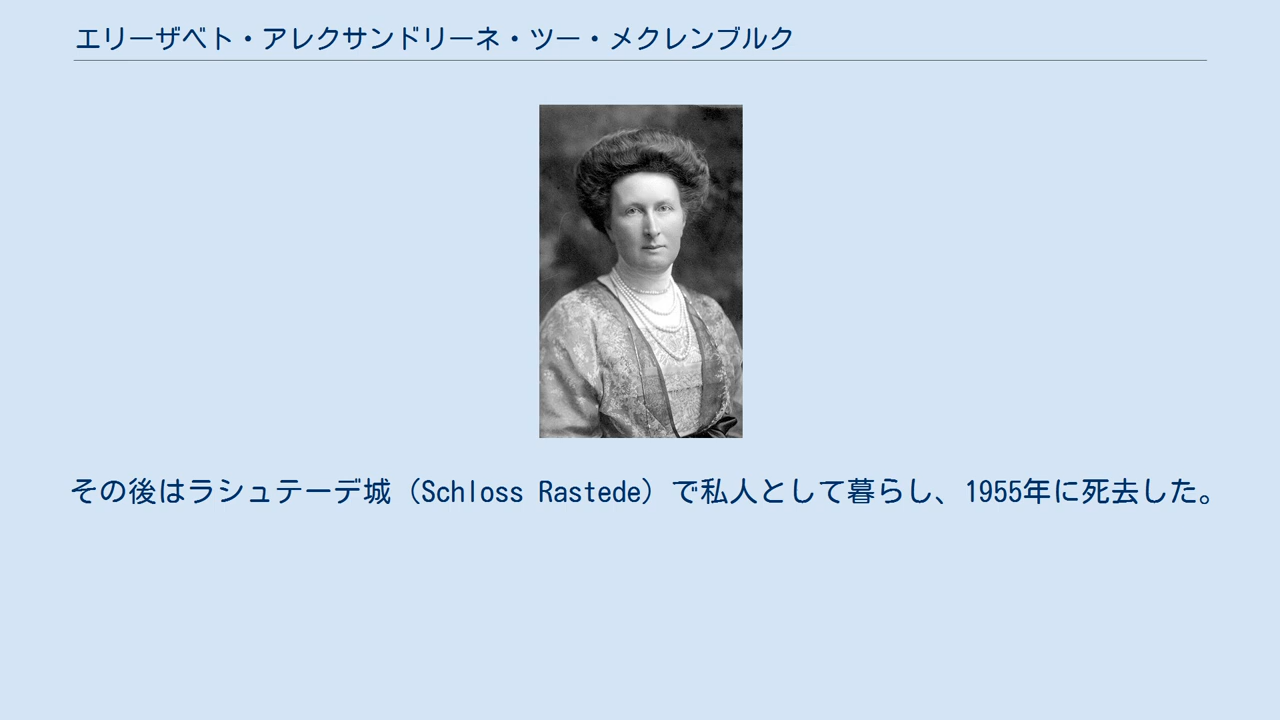 エリーザベト・アレクサンドリーネ・ツー・メクレンブルク
その後はラシュテーデ城（Schloss Rastede）で私人として暮らし、1955年に死去した。